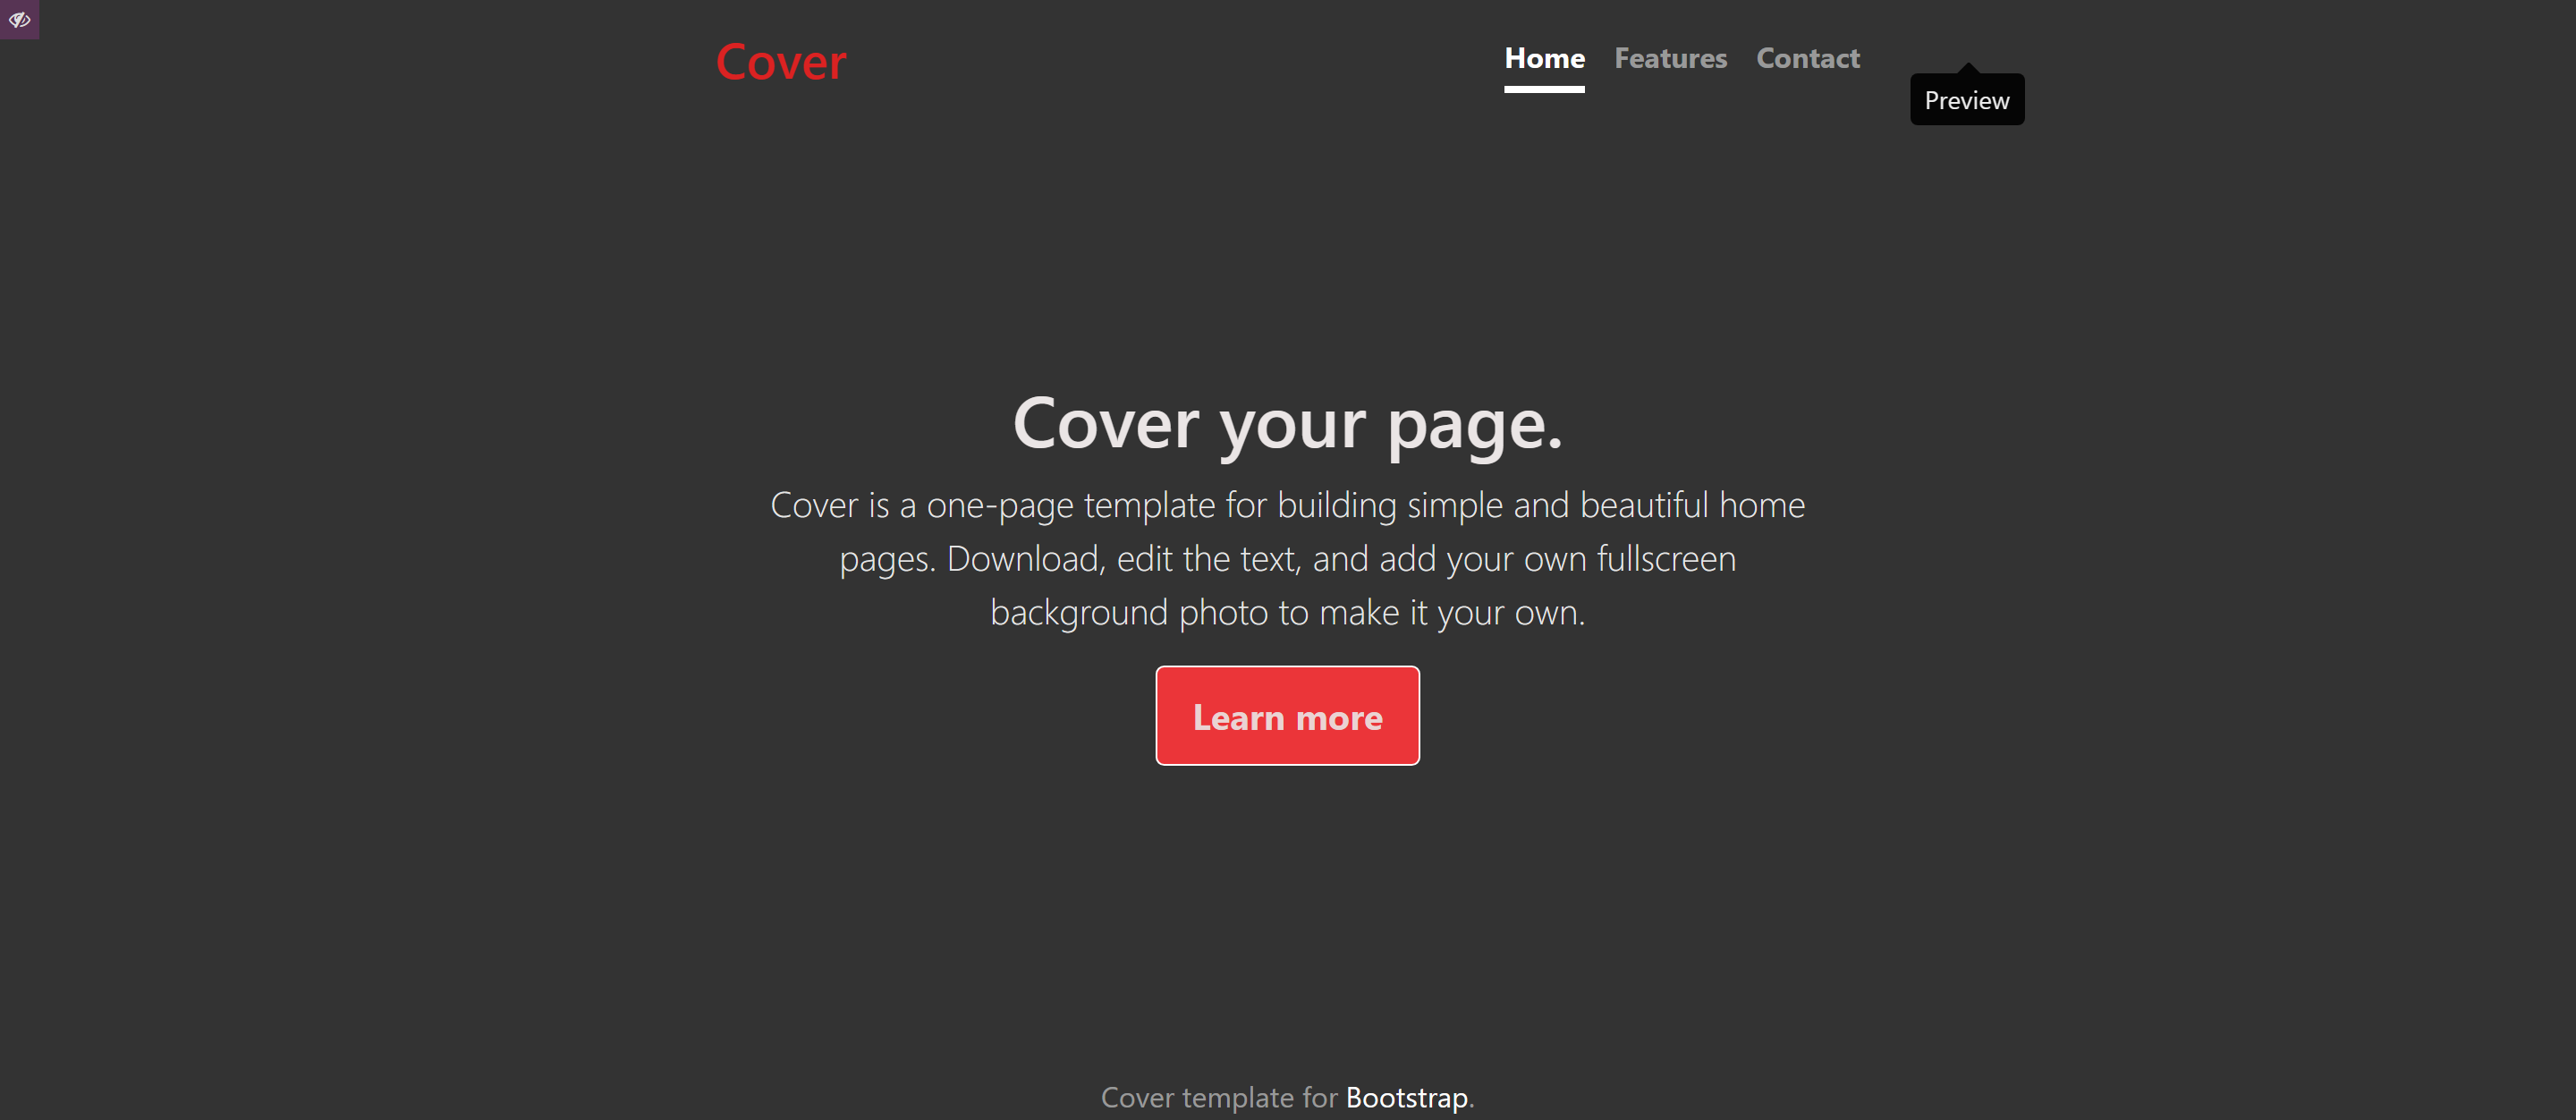 Cover
Home Features Contact
Preview
Cover your page.
Cover is a one-page template for building simple and beautiful home
pages. Download, edit the text, and add your own fullscreen
background photo to make it your own.
Learn more
Cover template for Bootstrap.